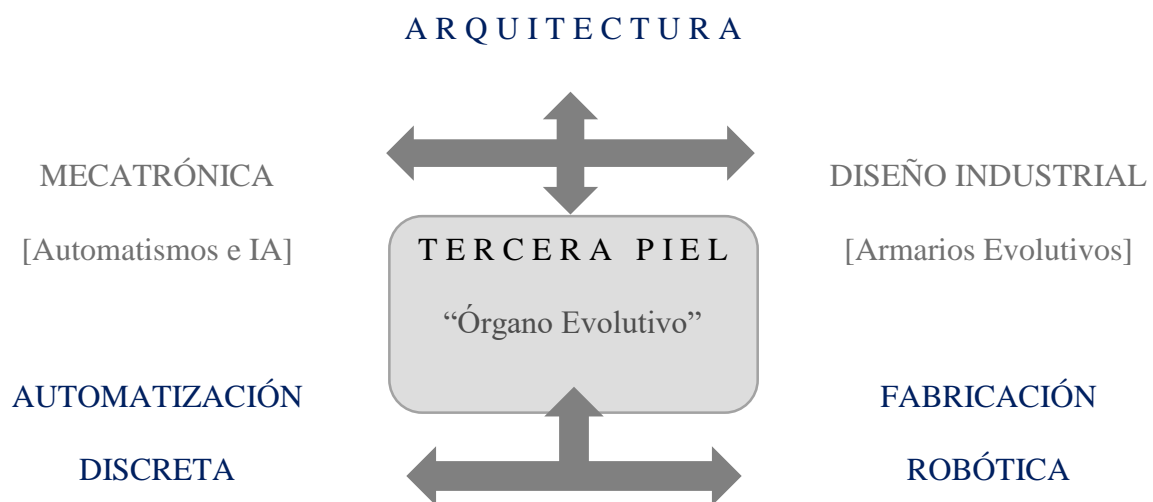 A R Q U I T E C T U R A
MECATRÓNICA
DISEÑO INDUSTRIAL
[Automatismos e IA]
T E R C E R A P I E L
[Armarios Evolutivos]
“Órgano Evolutivo”
AUTOMATIZACIÓN
FABRICACIÓN
DISCRETA
ROBÓTICA